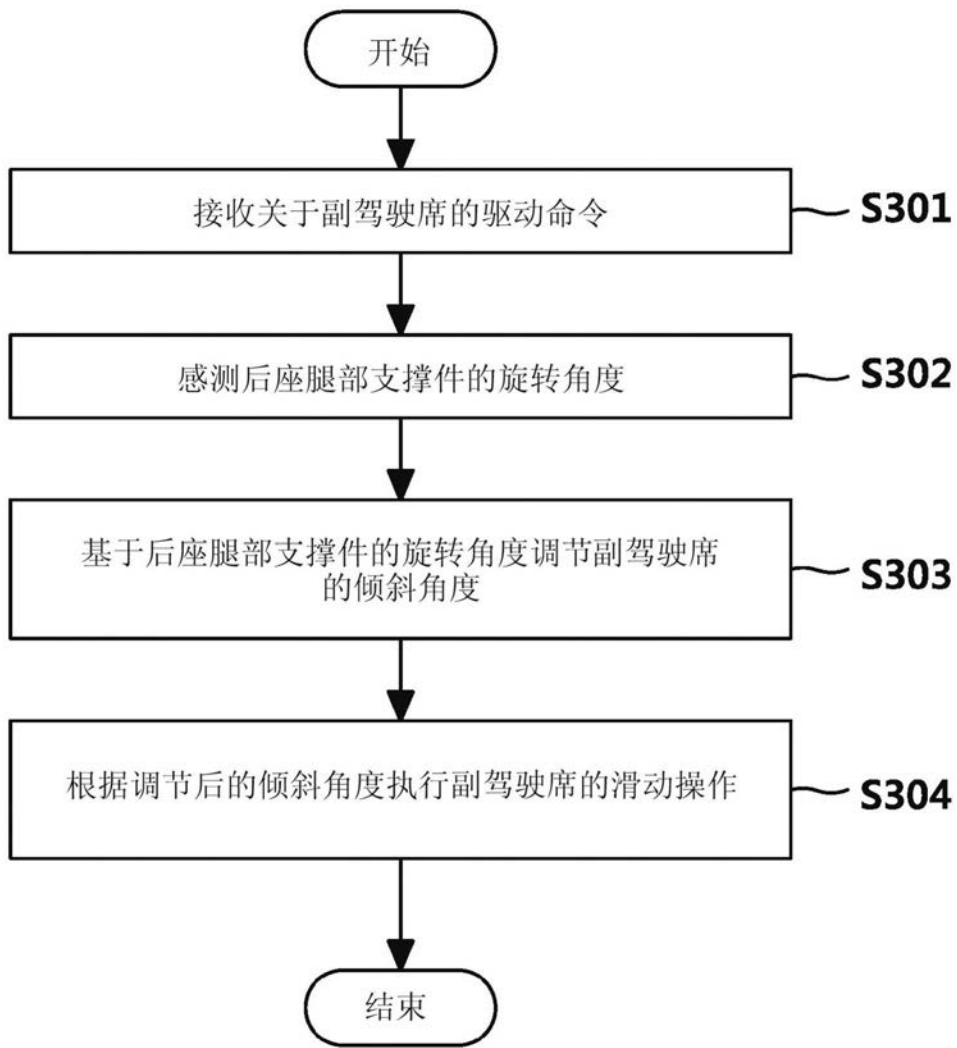 开始
接收关于副驾驶席的驱动命令
S301
感测后座腿部支撑件的旋转角度
S302
基于后座腿部支撑件的旋转角度调节副驾驶席
的倾斜角度
S303
根据调节后的倾斜角度执行副驾驶席的滑动操作
S304
结束